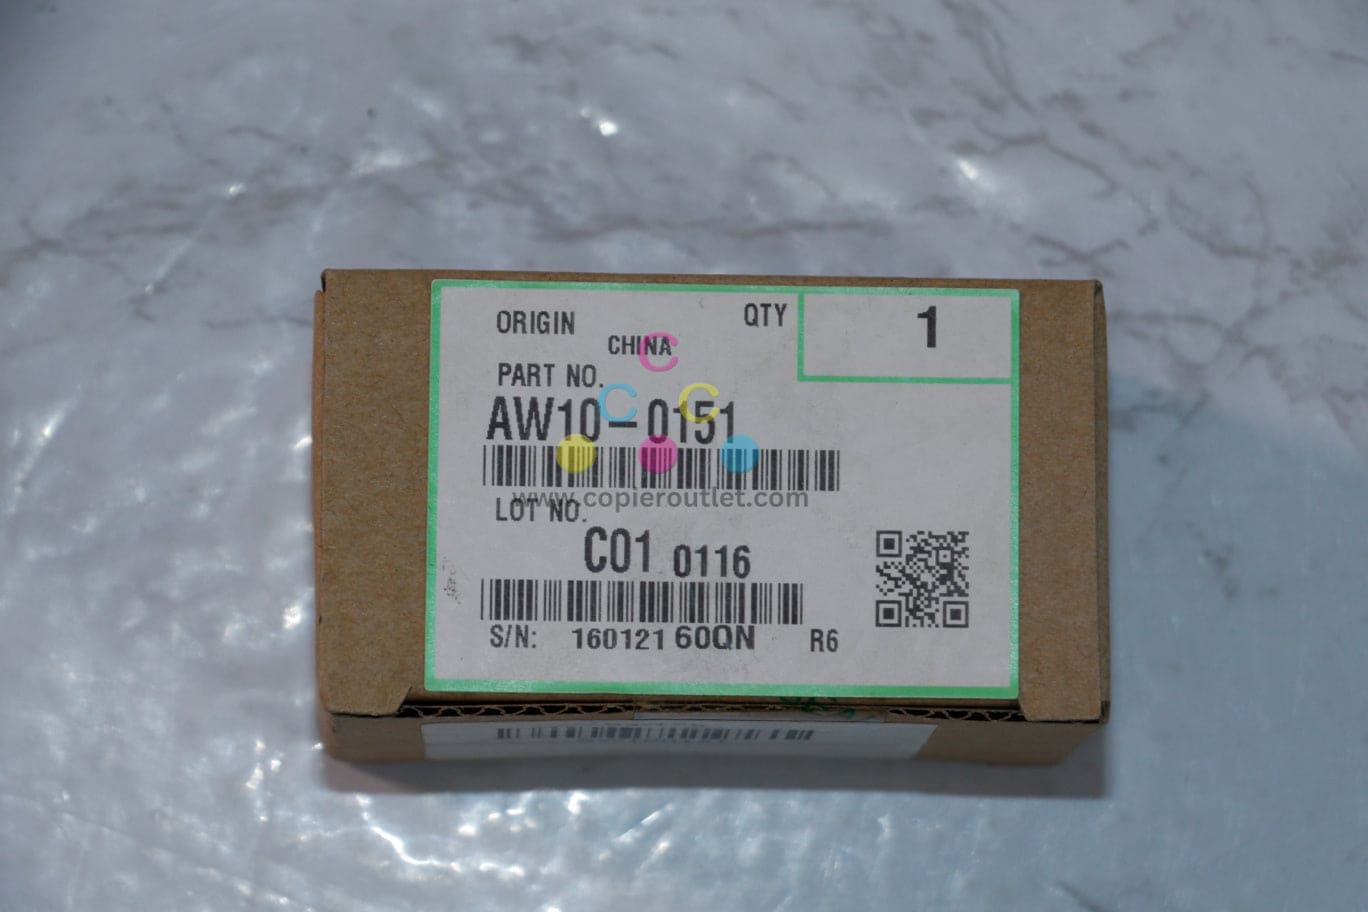 ORIGIN
CHINA
QTY
1
PART NO.
AW10-0151
LOT NO.
C01 0116
S/N: 160121 60QN R6
C
C C
www.copieroutlet.com